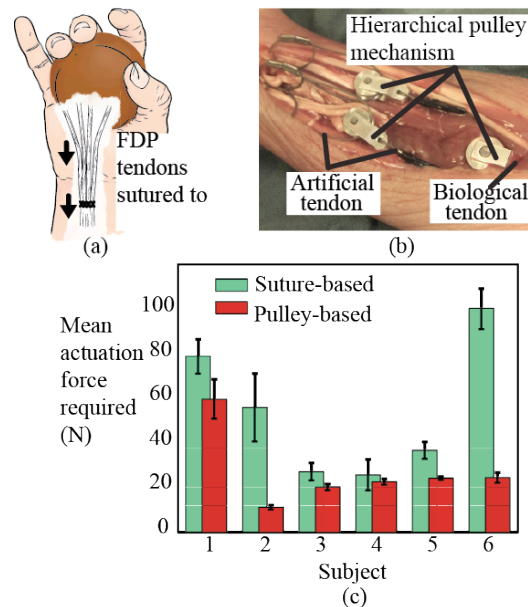 FDP
tendons
sutured to
(a)
Hierarchical pulley
mechanism
Artificial
tendon
Biological
tendon
(b)
Mean
actuation
force
required
(N)
100
80
60
40
20
0
Suture-based
Pulley-based
1 2 3 4 5 6
Subject
(c)